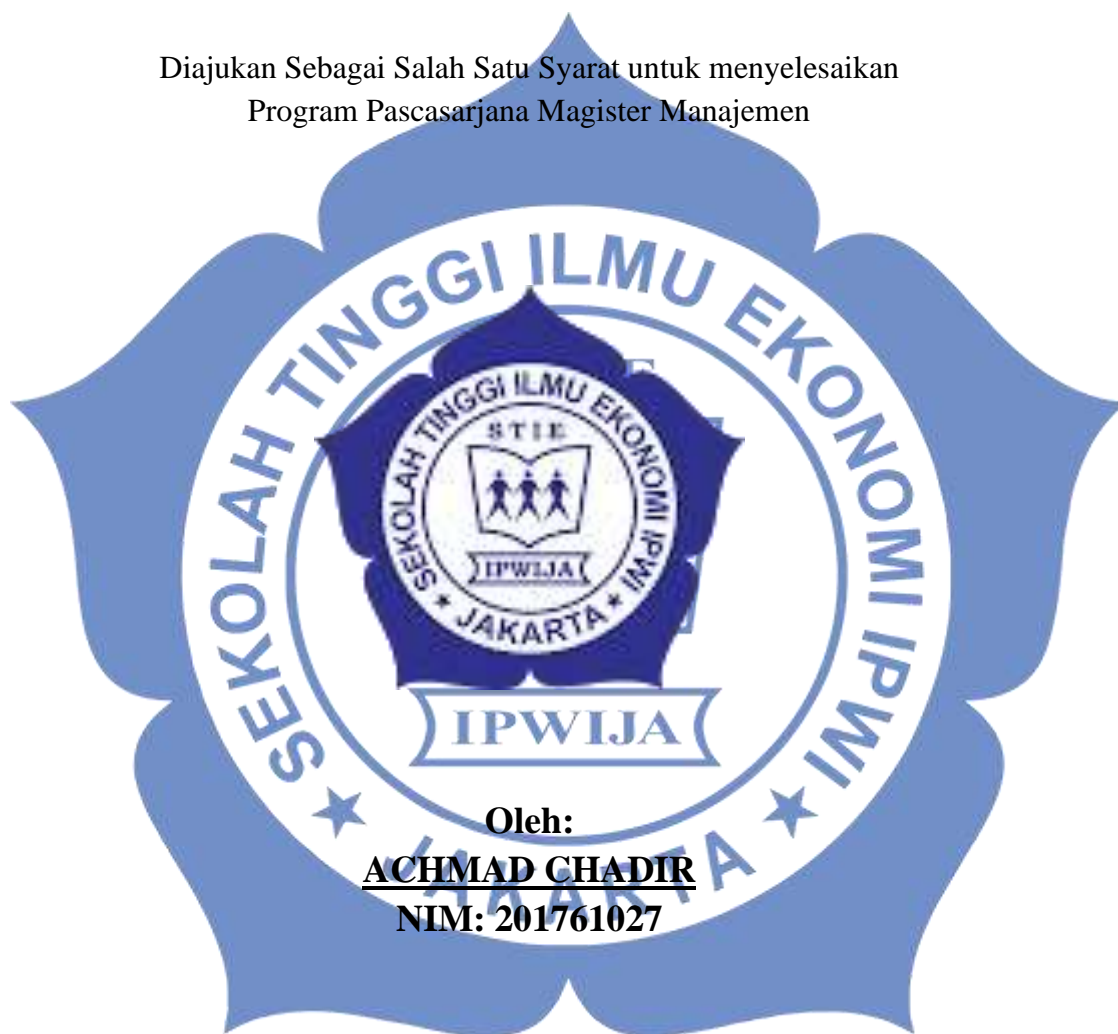 Diajukan Sebagai Salah Satu Syarat untuk menyelesaikan
Program Pascasarjana Magister Manajemen
SEKOLAH TINGGI ILMU EKONOMI IPWI
★ JAKARTA ★
SEKOLAH TINGGI ILMU EKONOMI IPWI
STIE
IPWIJA
★ JAKARTA ★
IPWIJA
Oleh:
ACHMAD CHADIR
NIM: 201761027